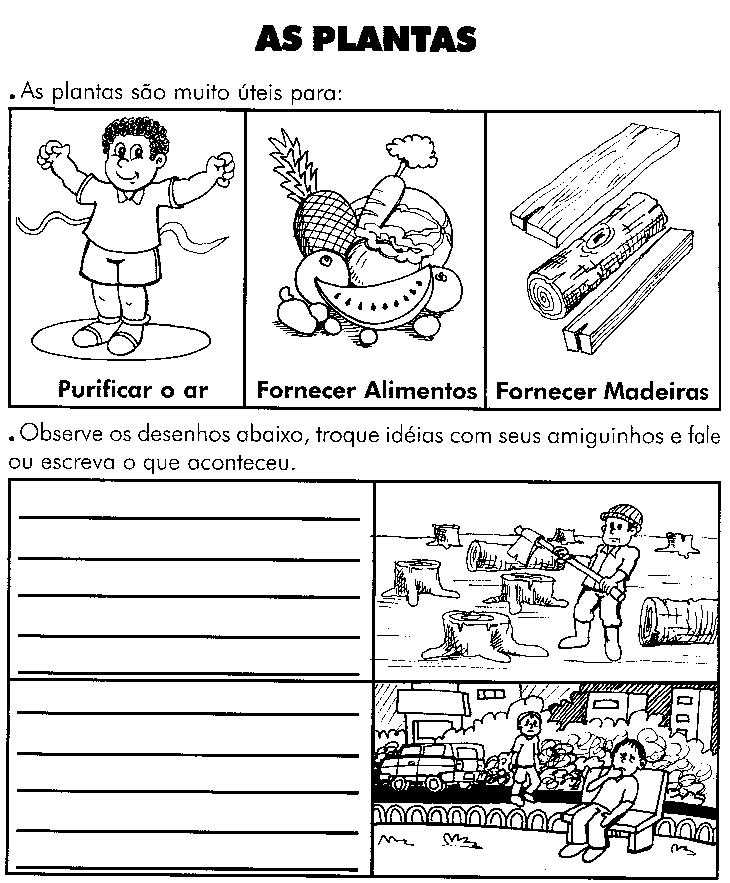 AS PLANTAS
. As plantas são muito úteis para:
Purificar o ar
Fornecer Alimentos
Fornecer Madeiras
. Observe os desenhos abaixo, troque idéias com seus amiguinhos e fale
ou escreva o que aconteceu.